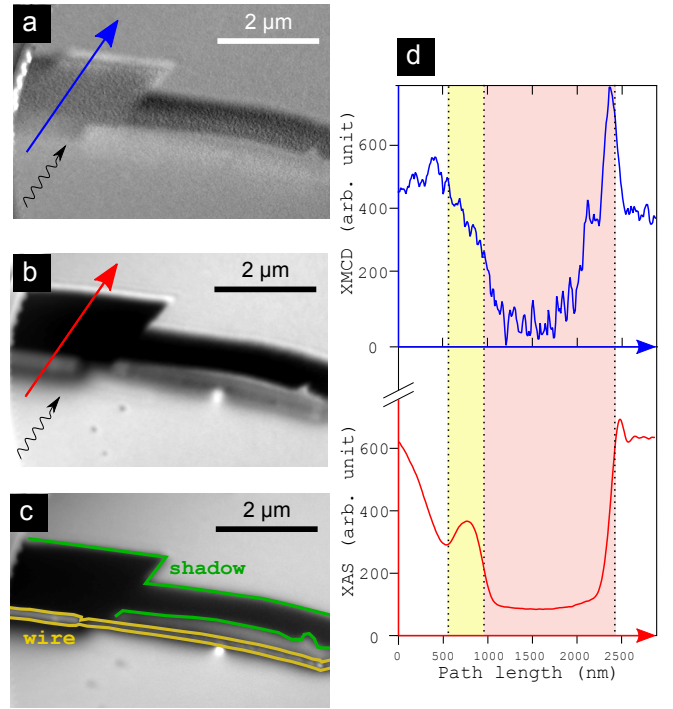 a
2 μm
b
2 μm
c
2 μm
shadow
wire
d
XMCD (arb. unit)
600
400
200
0
XAS (arb. unit)
600
400
200
0
0 500 1000 1500 2000 2500
Path length (nm)